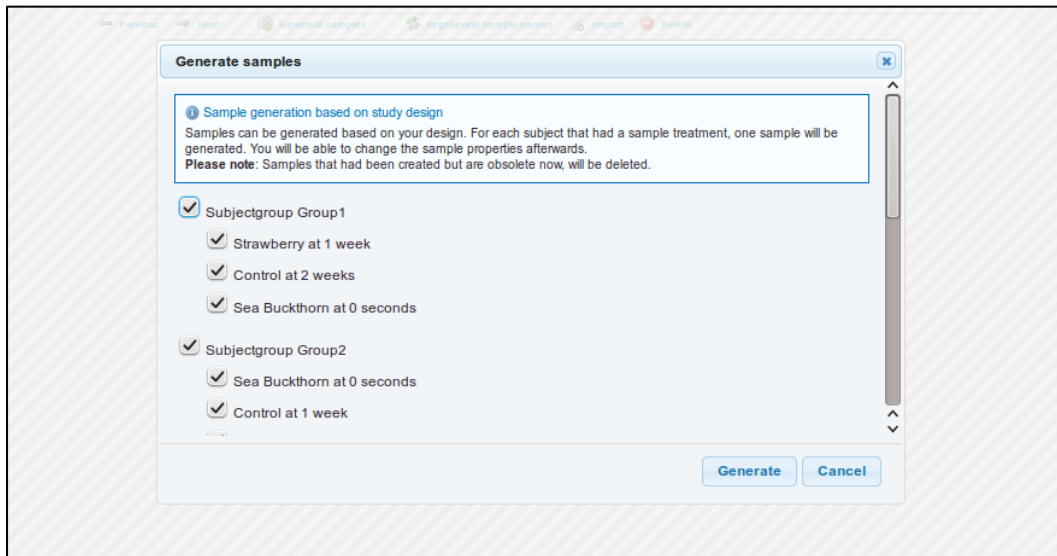 Previous Next Generate samples Regenerate sample names Import Delete
Generate samples
Sample generation based on study design
Samples can be generated based on your design. For each subject that had a sample treatment, one sample will be
generated. You will be able to change the sample properties afterwards.
Please note: Samples that had been created but are obsolete now, will be deleted.
Subjectgroup Group1
Strawberry at 1 week
Control at 2 weeks
Sea Buckthorn at 0 seconds
Subjectgroup Group2
Sea Buckthorn at 0 seconds
Control at 1 week
Generate Cancel